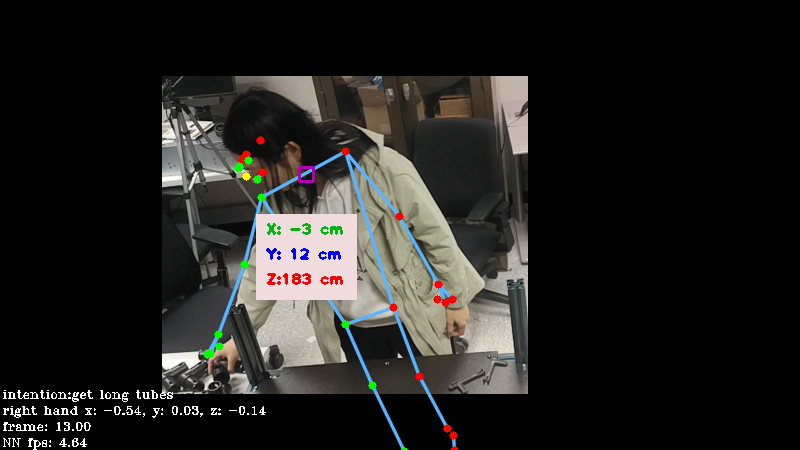 X: -3 cm
Y: 12 cm
Z:183 cm
intention:get long tubes
right hand x: -0.54, y: 0.03, z: -0.14
frame: 13.00
NN fps: 4.64